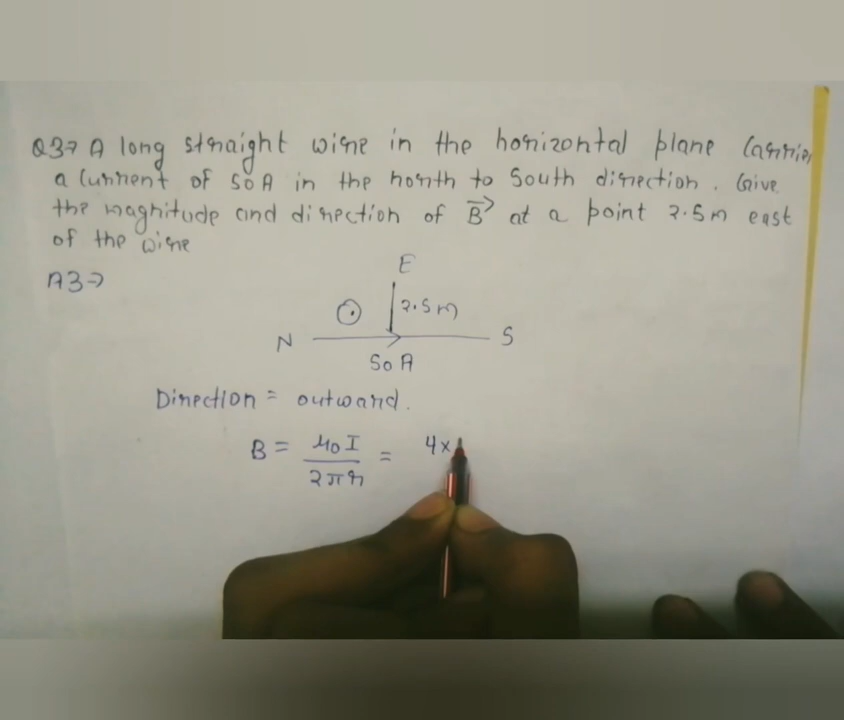 Q3→ A long straight wire in the horizontal plane carries
a current of 50A in the north to south direction. Give
the magnitude and direction of B⃗ at a point 2.5m east
of the wire
A3→
E
⊙ 2.5m
N S
50 A
Direction = outward.
B = μ0 I / 2πr = 4×